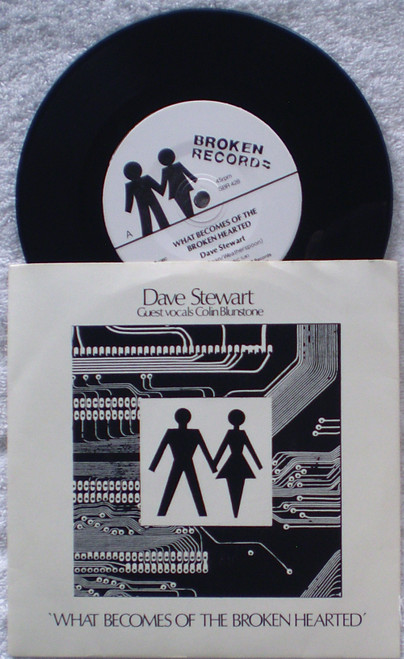 BROKEN
RECORDS
A
WHAT BECOMES OF THE
BROKEN HEARTED
Dave Stewart
Dave Stewart
Guest vocals Colin Blunstone
'WHAT BECOMES OF THE BROKEN HEARTED'